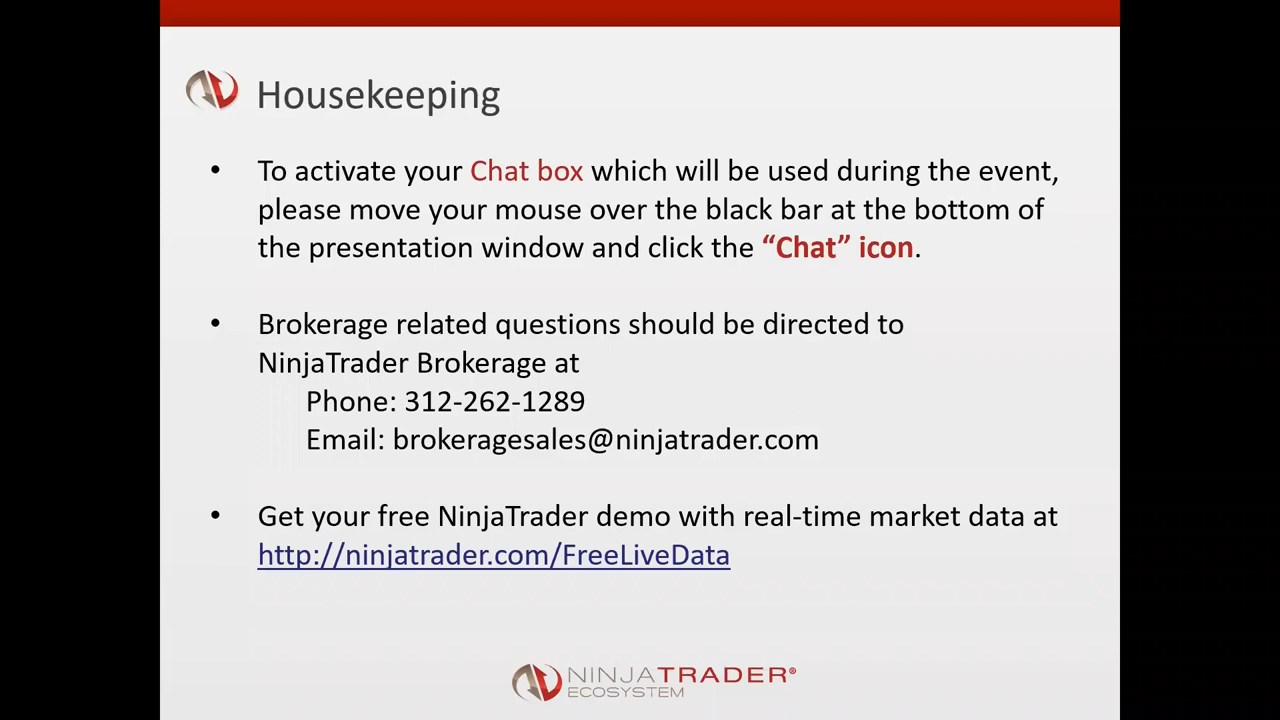 Housekeeping
• To activate your Chat box which will be used during the event,
please move your mouse over the black bar at the bottom of
the presentation window and click the “Chat” icon.
• Brokerage related questions should be directed to
NinjaTrader Brokerage at
Phone: 312-262-1289
Email: brokeragesales@ninjatrader.com
• Get your free NinjaTrader demo with real-time market data at
http://ninjatrader.com/FreeLiveData
NINJATRADER®
ECOSYSTEM